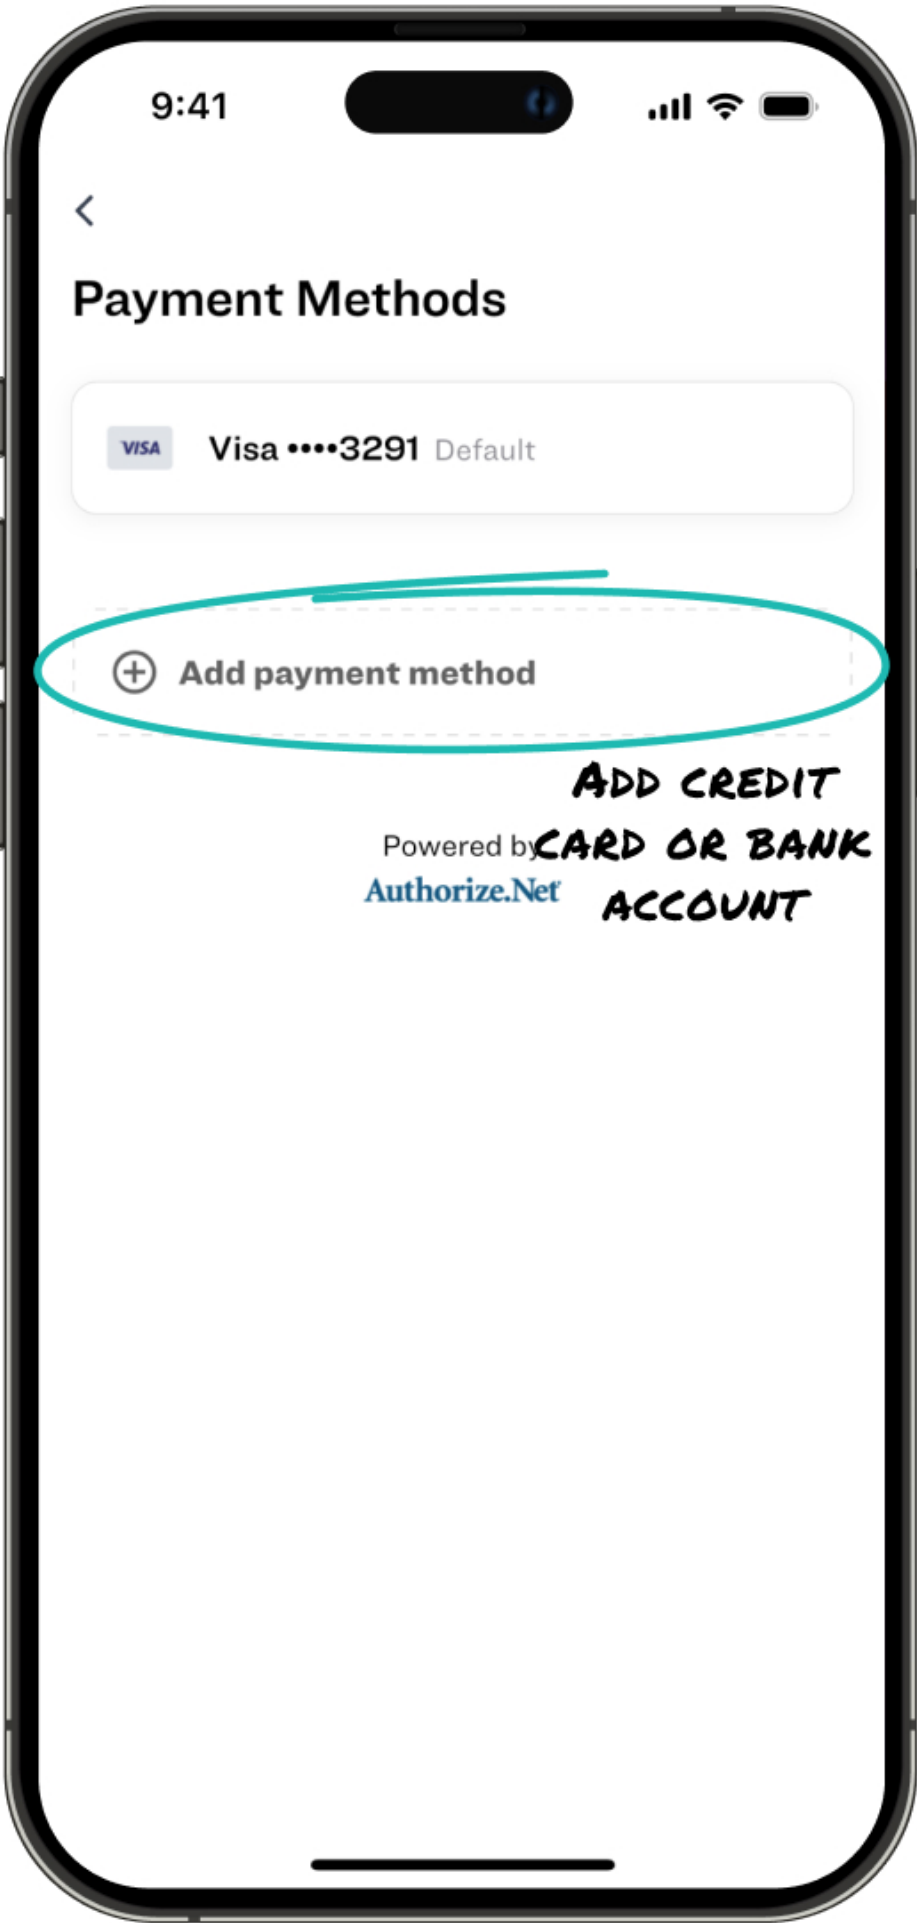 9:41
Payment Methods
VISA Visa ••••3291 Default
Add payment method
Add credit
card or bank
account
Powered by
Authorize.Net